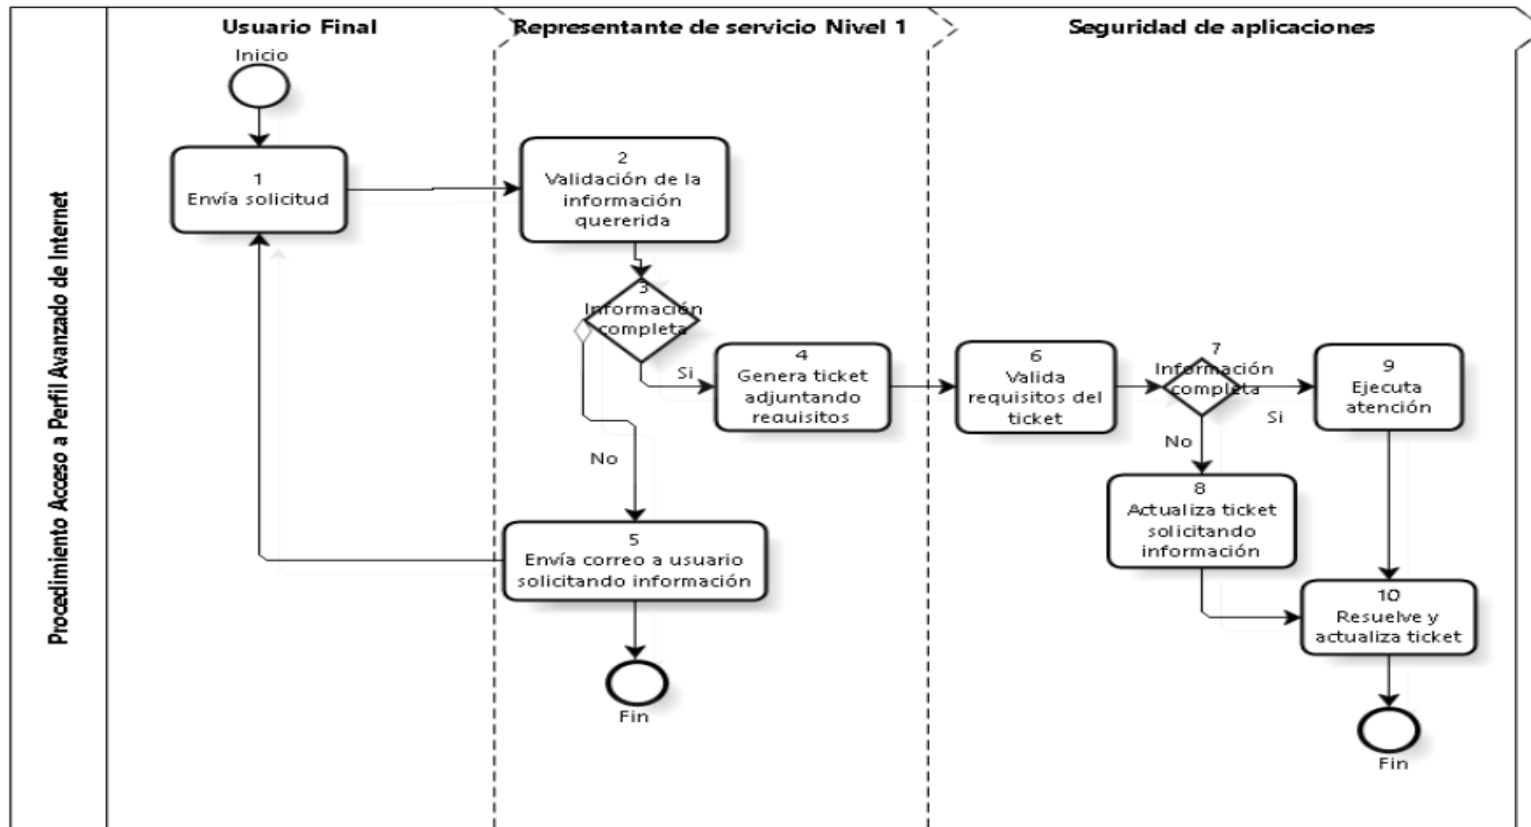 Procedimiento Acceso a Perfil Avanzado de Internet
Usuario Final
Representante de servicio Nivel 1
Seguridad de aplicaciones
Inicio
1
Envía solicitud
2
Validación de la
información
quererida
3
Información
completa
Si
No
4
Genera ticket
adjuntando
requisitos
5
Envía correo a usuario
solicitando información
Fin
6
Valida
requisitos del
ticket
7
Información
completa
Si
No
8
Actualiza ticket
solicitando
información
9
Ejecuta
atención
10
Resuelve y
actualiza ticket
Fin